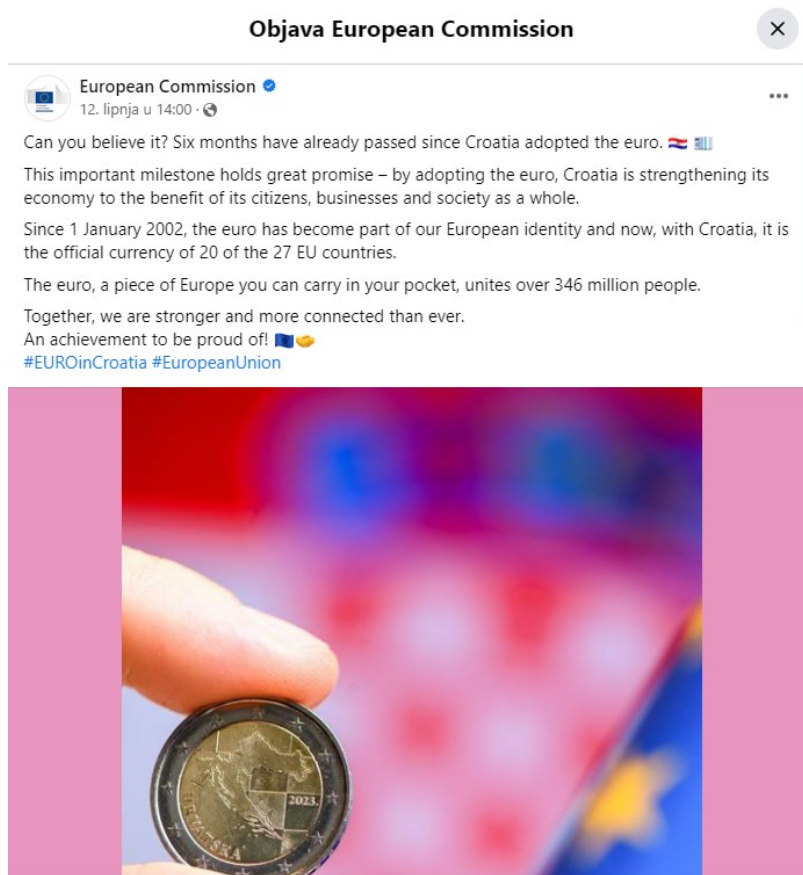 Objava European Commission
European Commission
12. lipnja u 14:00 ·
Can you believe it? Six months have already passed since Croatia adopted the euro.
This important milestone holds great promise – by adopting the euro, Croatia is strengthening its
economy to the benefit of its citizens, businesses and society as a whole.
Since 1 January 2002, the euro has become part of our European identity and now, with Croatia, it is
the official currency of 20 of the 27 EU countries.
The euro, a piece of Europe you can carry in your pocket, unites over 346 million people.
Together, we are stronger and more connected than ever.
An achievement to be proud of!
#EUROinCroatia #EuropeanUnion
2023.
HRVATSKA